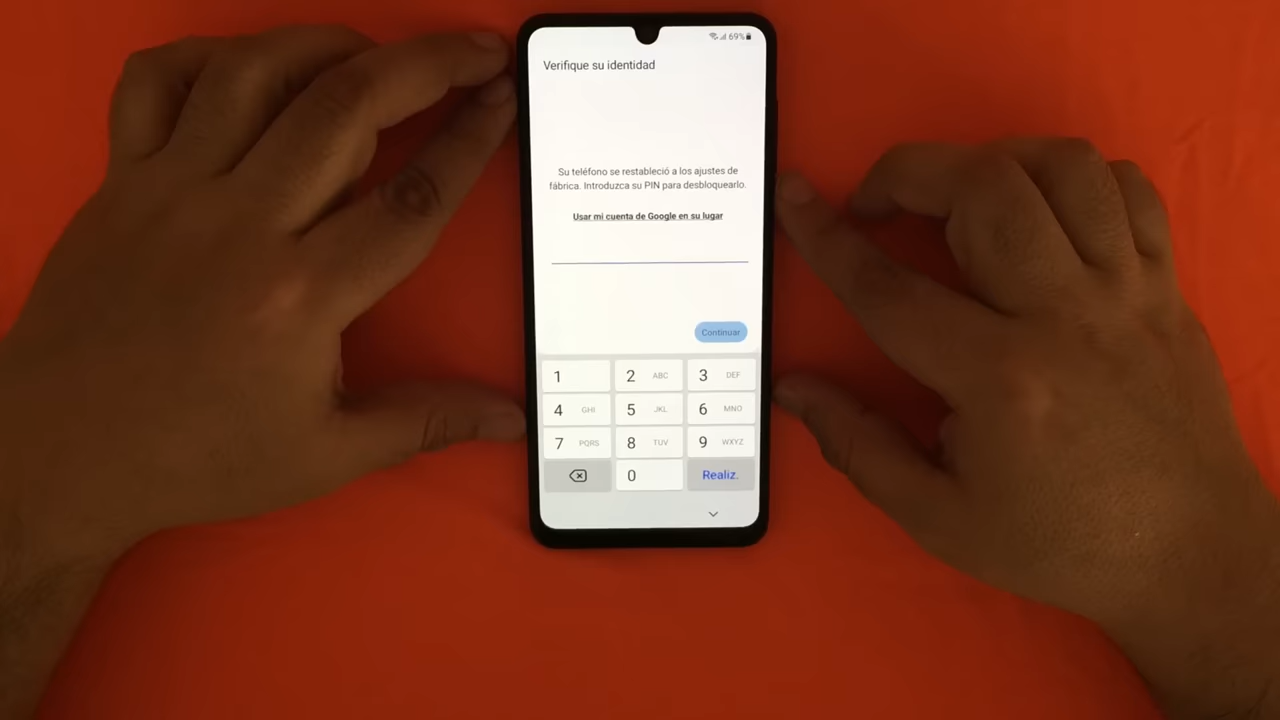 69%
Verifique su identidad
Su teléfono se restableció a los ajustes de
fábrica. Introduzca su PIN para desbloquearlo.
Usar mi cuenta de Google en su lugar
Continuar
1 2 ABC 3 DEF
4 GHI 5 JKL 6 MNO
7 PQRS 8 TUV 9 WXYZ
0 Realiz.